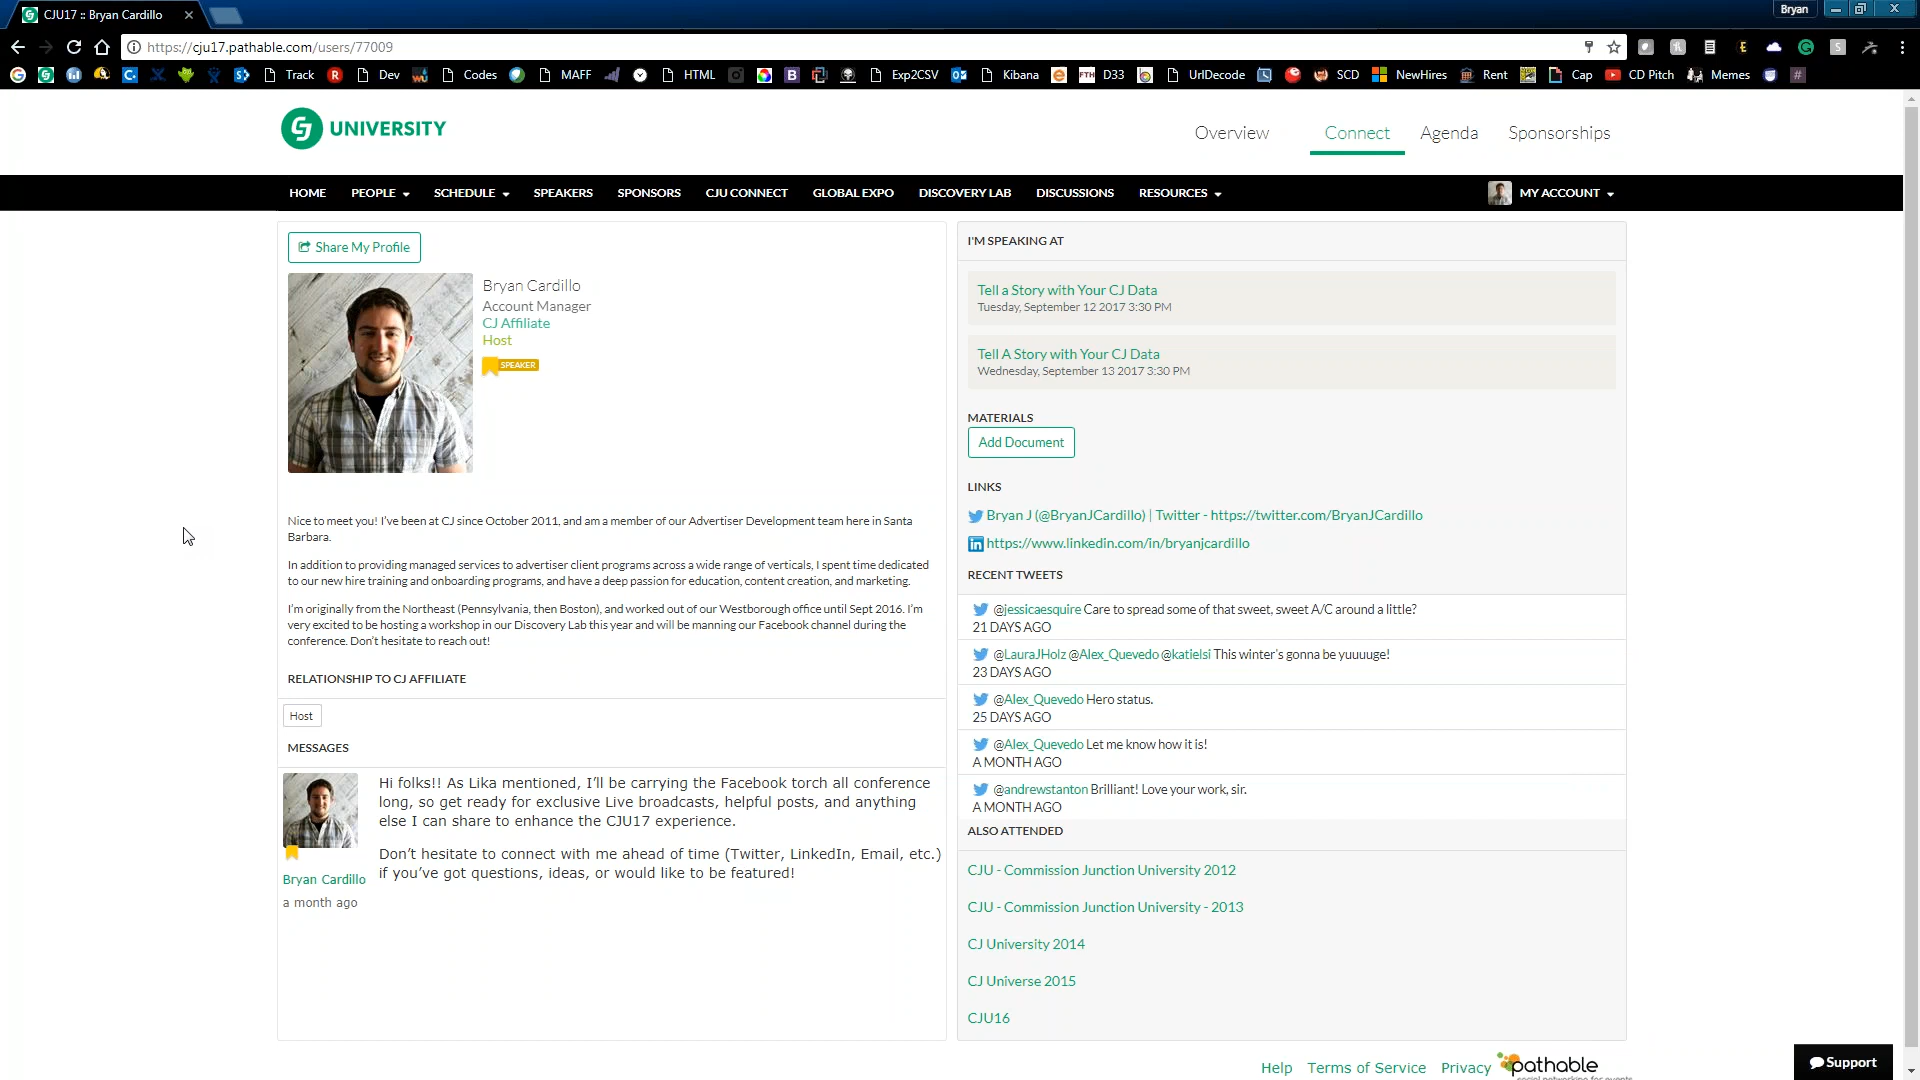 CJU17 :: Bryan Cardillo
Bryan
https://cju17.pathable.com/users/77009
Track Dev Codes MAFF HTML Exp2CSV Kibana D33 UrlDecode SCD NewHires Rent Cap CD Pitch Memes
UNIVERSITY
Overview Connect Agenda Sponsorships
HOME PEOPLE SCHEDULE SPEAKERS SPONSORS CJU CONNECT GLOBAL EXPO DISCOVERY LAB DISCUSSIONS RESOURCES MY ACCOUNT
Share My Profile
Bryan Cardillo
Account Manager
CJ Affiliate
Host
SPEAKER
Nice to meet you! I've been at CJ since October 2011, and am a member of our Advertiser Development team here in Santa
Barbara.
In addition to providing managed services to advertiser client programs across a wide range of verticals, I spent time dedicated
to our new hire training and onboarding programs, and have a deep passion for education, content creation, and marketing.
I'm originally from the Northeast (Pennsylvania, then Boston), and worked out of our Westborough office until Sept 2016. I'm
very excited to be hosting a workshop in our Discovery Lab this year and will be manning our Facebook channel during the
conference. Don't hesitate to reach out!
RELATIONSHIP TO CJ AFFILIATE
Host
MESSAGES
Hi folks!! As Lika mentioned, I'll be carrying the Facebook torch all conference
long, so get ready for exclusive Live broadcasts, helpful posts, and anything
else I can share to enhance the CJU17 experience.
Don't hesitate to connect with me ahead of time (Twitter, LinkedIn, Email, etc.)
if you've got questions, ideas, or would like to be featured!
Bryan Cardillo
a month ago
I'M SPEAKING AT
Tell a Story with Your CJ Data
Tuesday, September 12 2017 3:30 PM
Tell A Story with Your CJ Data
Wednesday, September 13 2017 3:30 PM
MATERIALS
Add Document
LINKS
Bryan J (@BryanJCardillo) | Twitter - https://twitter.com/BryanJCardillo
https://www.linkedin.com/in/bryanjcardillo
RECENT TWEETS
@jessicaesquire Care to spread some of that sweet, sweet A/C around a little?
21 DAYS AGO
@LauraJHolz @Alex_Quevedo @katielsi This winter's gonna be yuuuuge!
23 DAYS AGO
@Alex_Quevedo Hero status.
25 DAYS AGO
@Alex_Quevedo Let me know how it is!
A MONTH AGO
@andrewstanton Brilliant! Love your work, sir.
A MONTH AGO
ALSO ATTENDED
CJU - Commission Junction University 2012
CJU - Commission Junction University - 2013
CJ University 2014
CJ Universe 2015
CJU16
Help Terms of Service Privacy pathable
Support